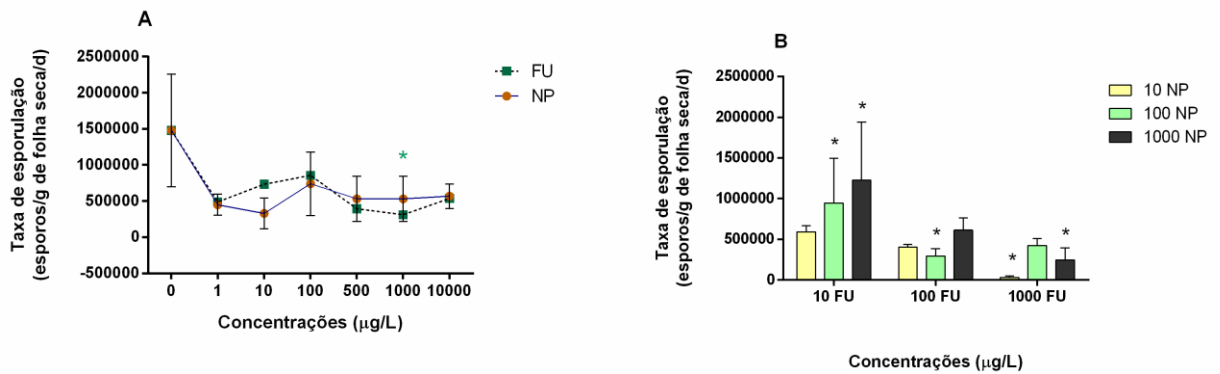 A
Taxa de esporulação
(esporos/g de folha seca/d)
2500000
2000000
1500000
1000000
500000
0
-500000
*
0 1 10 100 500 1000 10000
Concentrações (µg/L)
FU
NP
B
Taxa de esporulação
(esporos/g de folha seca/d)
2500000
2000000
1500000
1000000
500000
0
* * * * *
10 FU 100 FU 1000 FU
Concentrações (µg/L)
10 NP
100 NP
1000 NP